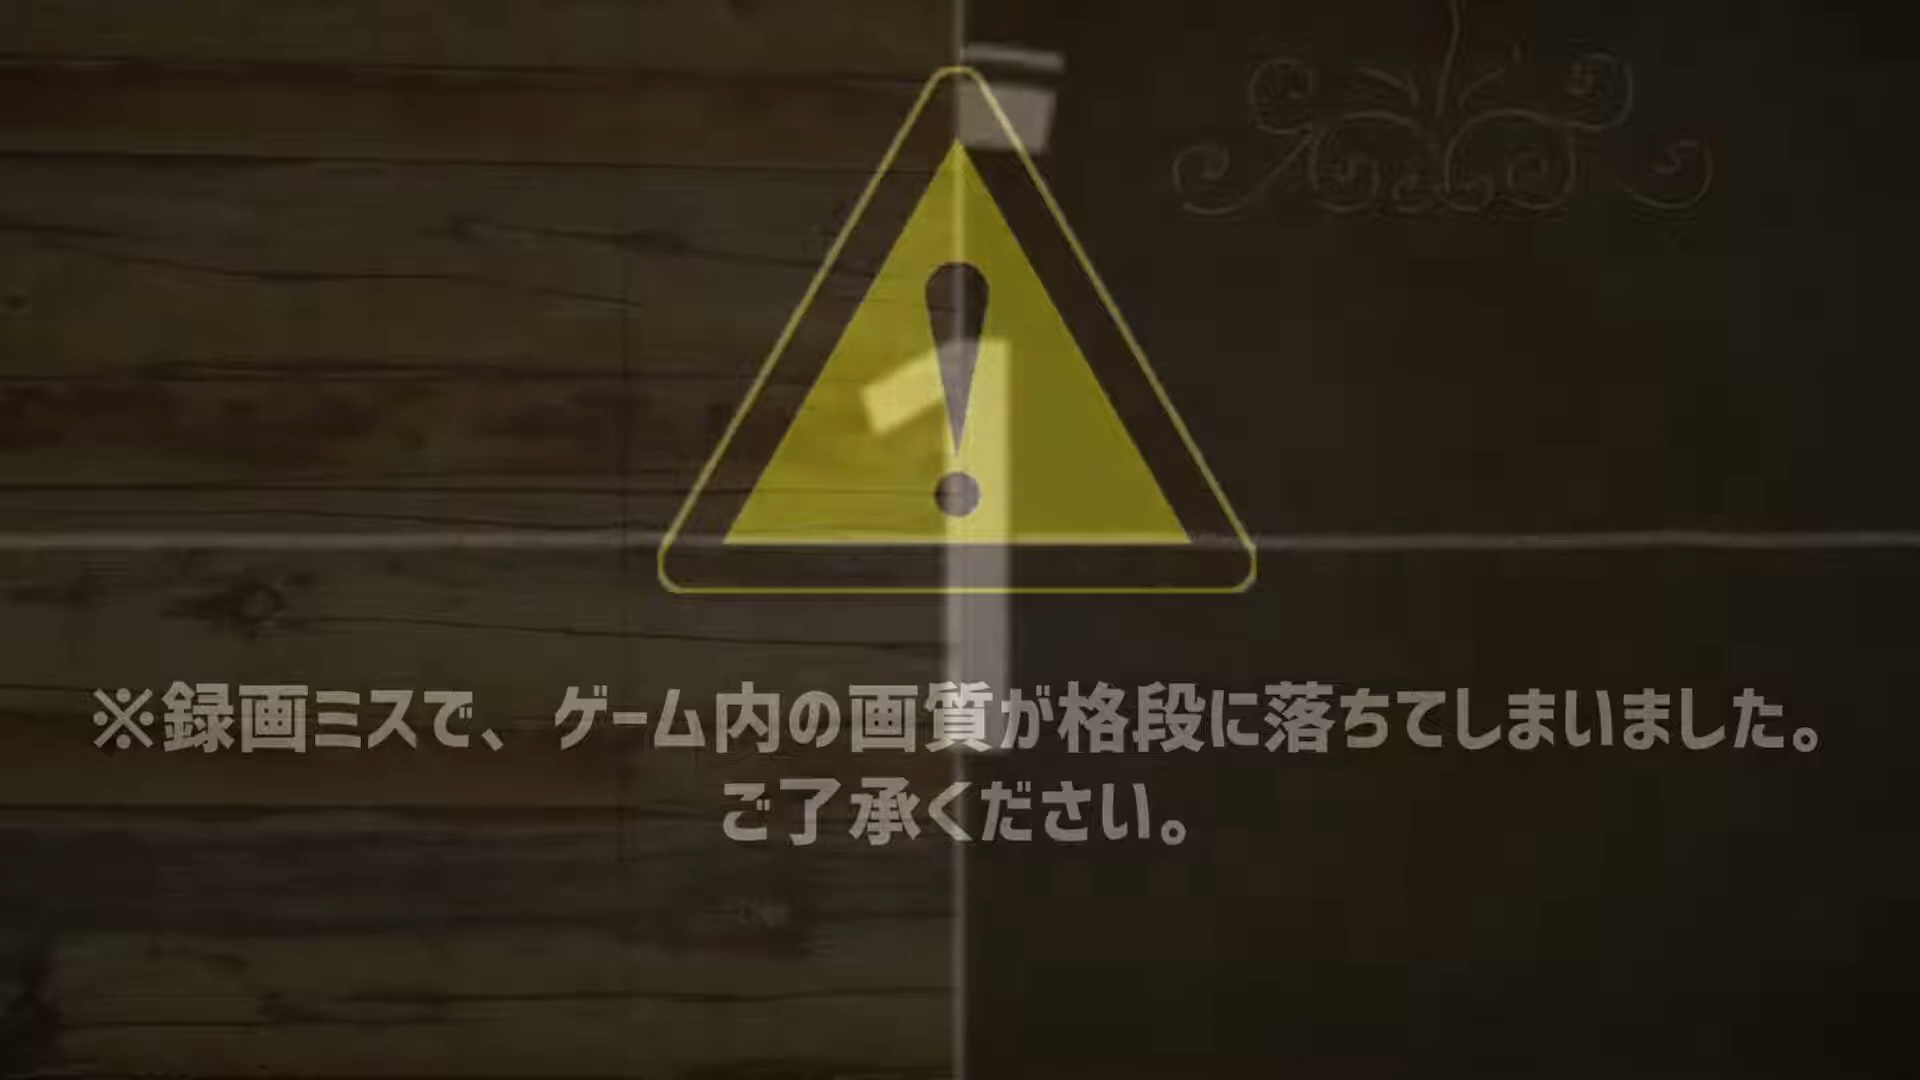 1
※録画ミスで、ゲーム内の画質が格段に落ちてしまいました。
ご了承ください。